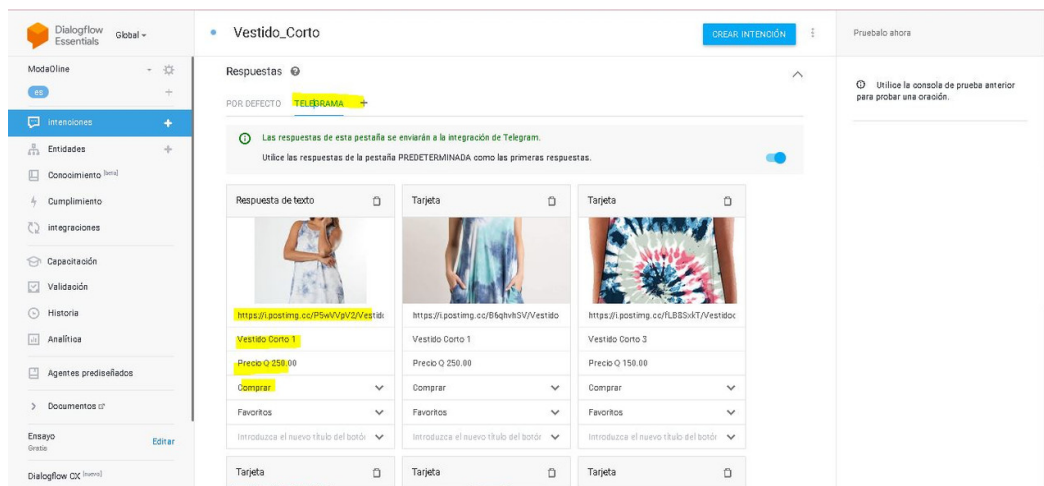 Dialogflow
Essentials
Global
Vestido_Corto
CREAR INTENCIÓN
Pruebalo ahora
ModaOline
es
Intenciones
Entidades
Conocimiento [beta]
Cumplimiento
integraciones
Capacitación
Validación
Historia
Analítica
Agentes prediseñados
Documentos
Ensayo
Gratis
Editar
Dialogflow CX [nuevo]
Respuestas
POR DEFECTO TELEGRAMA +
Las respuestas de esta pestaña se enviarán a la integración de Telegram.
Utilice las respuestas de la pestaña PREDETERMINADA como las primeras respuestas.
Respuesta de texto
https://i.postimg.cc/P5wVVpV2/Vestido
Vestido Corto 1
Precio Q 250.00
Comprar
Favoritos
Introduzca el nuevo título del botón
Tarjeta
https://i.postimg.cc/B6qhvhSV/Vestido
Vestido Corto 1
Precio Q 250.00
Comprar
Favoritos
Introduzca el nuevo título del botón
Tarjeta
https://i.postimg.cc/fLB8SxkT/Vestidoc
Vestido Corto 3
Precio Q 150.00
Comprar
Favoritos
Introduzca el nuevo título del botón
Tarjeta
Tarjeta
Tarjeta
Utilice la consola de prueba anterior
para probar una oración.